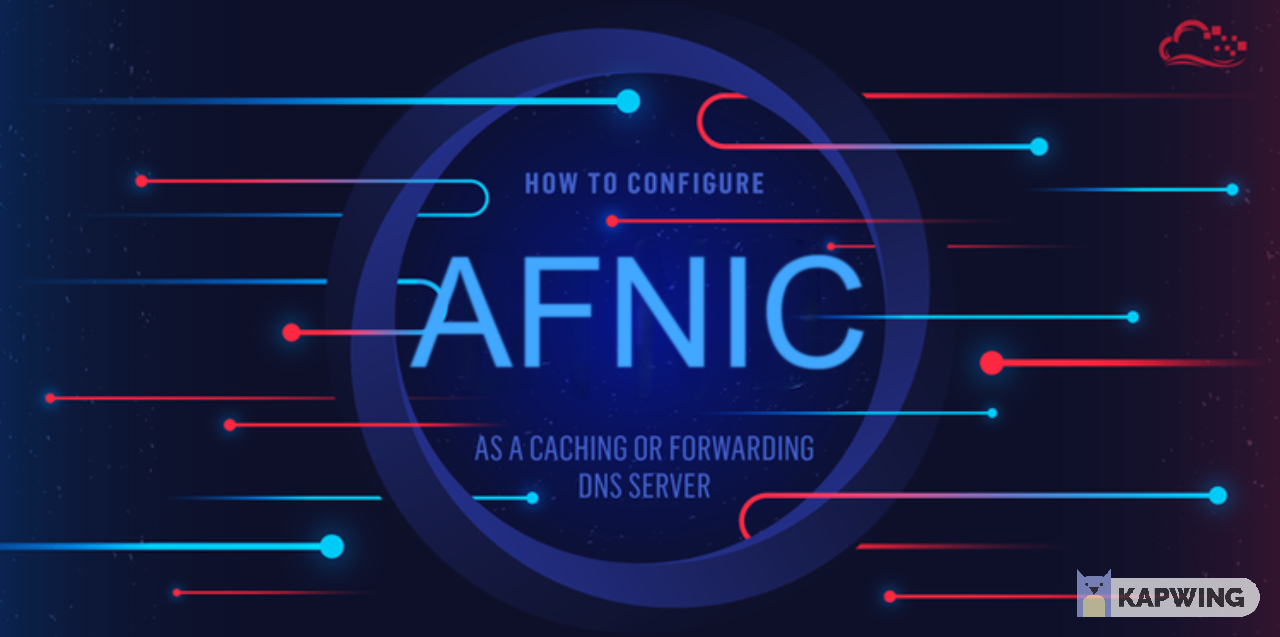 HOW TO CONFIGURE
AFNIC
AS A CACHING OR FORWARDING
DNS SERVER
KAPWING